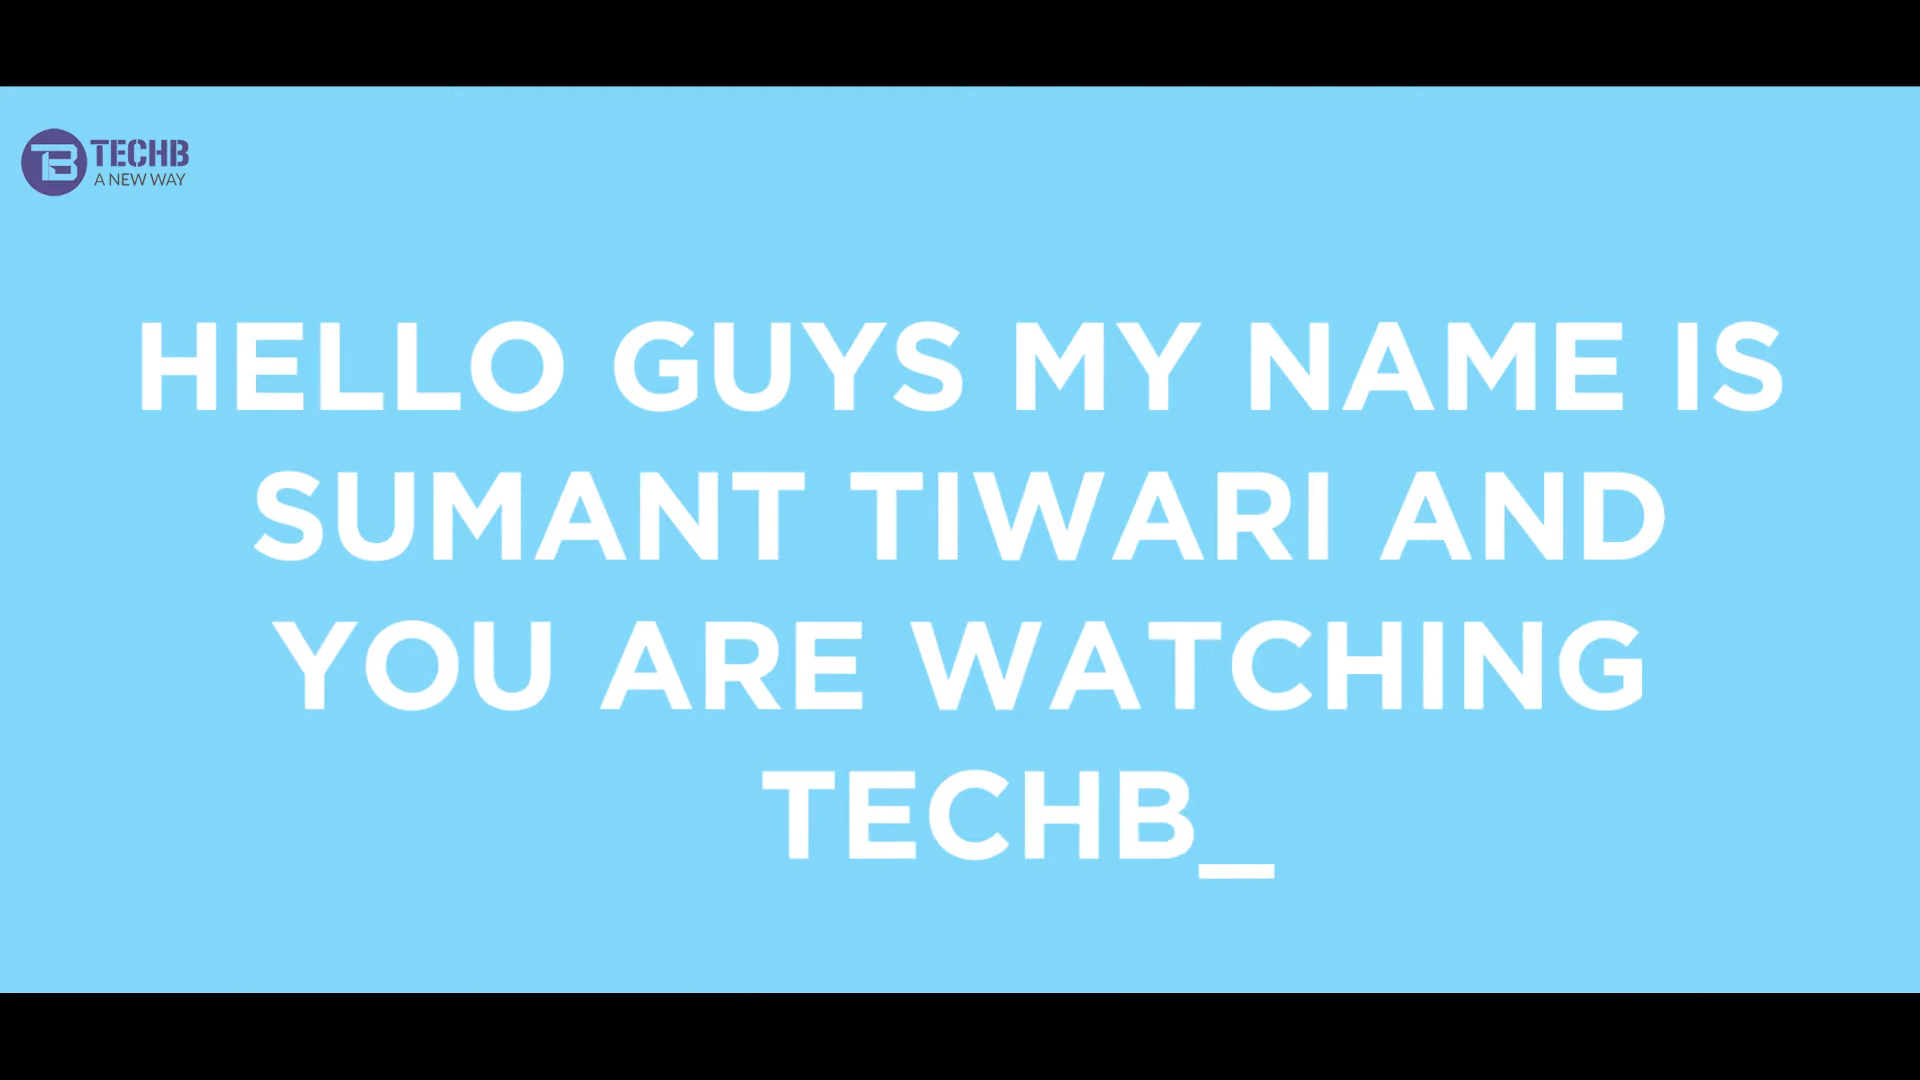 TECHB
A NEW WAY
HELLO GUYS MY NAME IS
SUMANT TIWARI AND
YOU ARE WATCHING
TECHB_